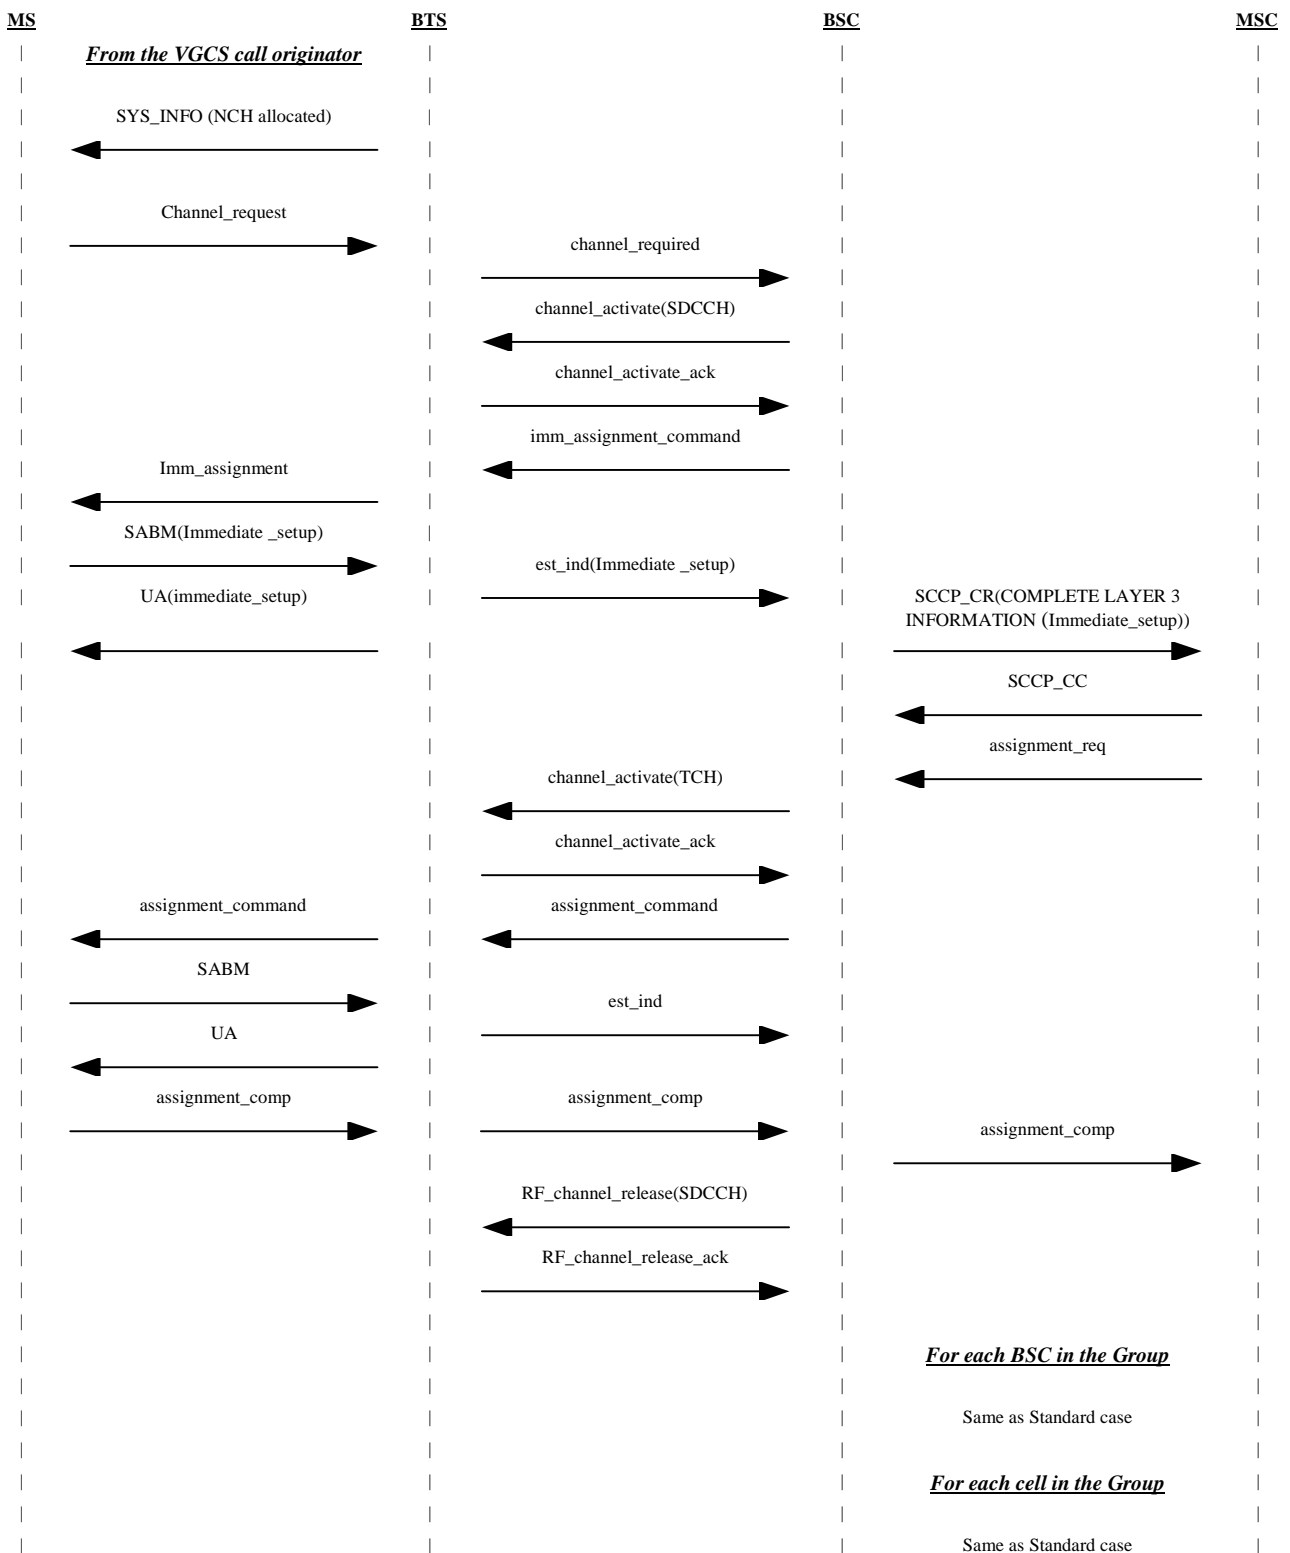 MS BTS BSC MSC
From the VGCS call originator
SYS_INFO (NCH allocated)
Channel_request
channel_required
channel_activate(SDCCH)
channel_activate_ack
imm_assignment_command
Imm_assignment
SABM(Immediate _setup)
est_ind(Immediate _setup)
UA(immediate_setup)
SCCP_CR(COMPLETE LAYER 3
INFORMATION (Immediate_setup))
SCCP_CC
assignment_req
channel_activate(TCH)
channel_activate_ack
assignment_command assignment_command
SABM
est_ind
UA
assignment_comp assignment_comp
assignment_comp
RF_channel_release(SDCCH)
RF_channel_release_ack
For each BSC in the Group
Same as Standard case
For each cell in the Group
Same as Standard case